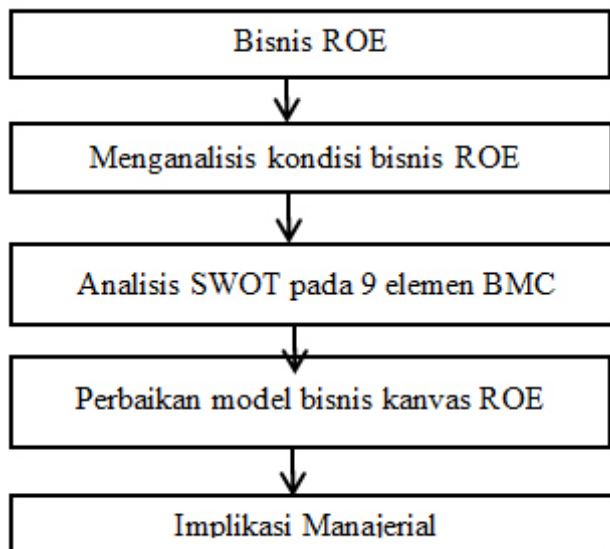 Bisnis ROE
Menganalisis kondisi bisnis ROE
Analisis SWOT pada 9 elemen BMC
Perbaikan model bisnis kanvas ROE
Implikasi Manajerial